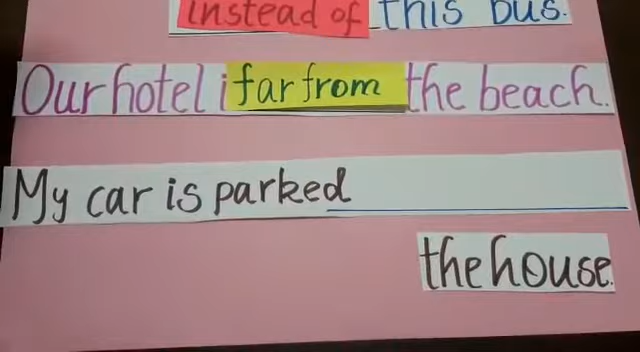 instead of this bus.
Our hotel i far from the beach.
My car is parked
the house.